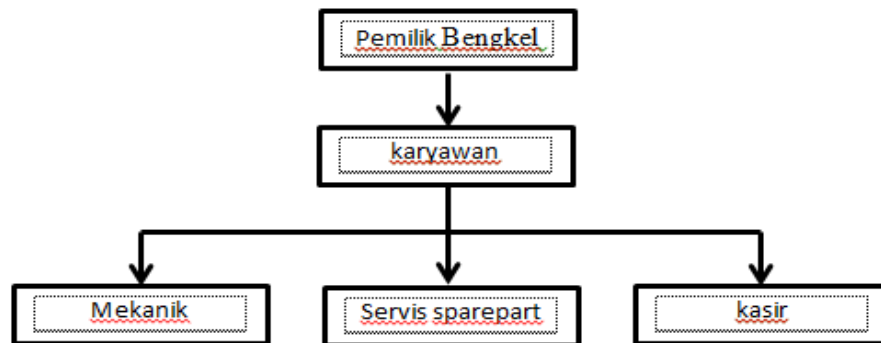 Pemilik Bengkel
karyawan
Mekanik
Servis sparepart
kasir